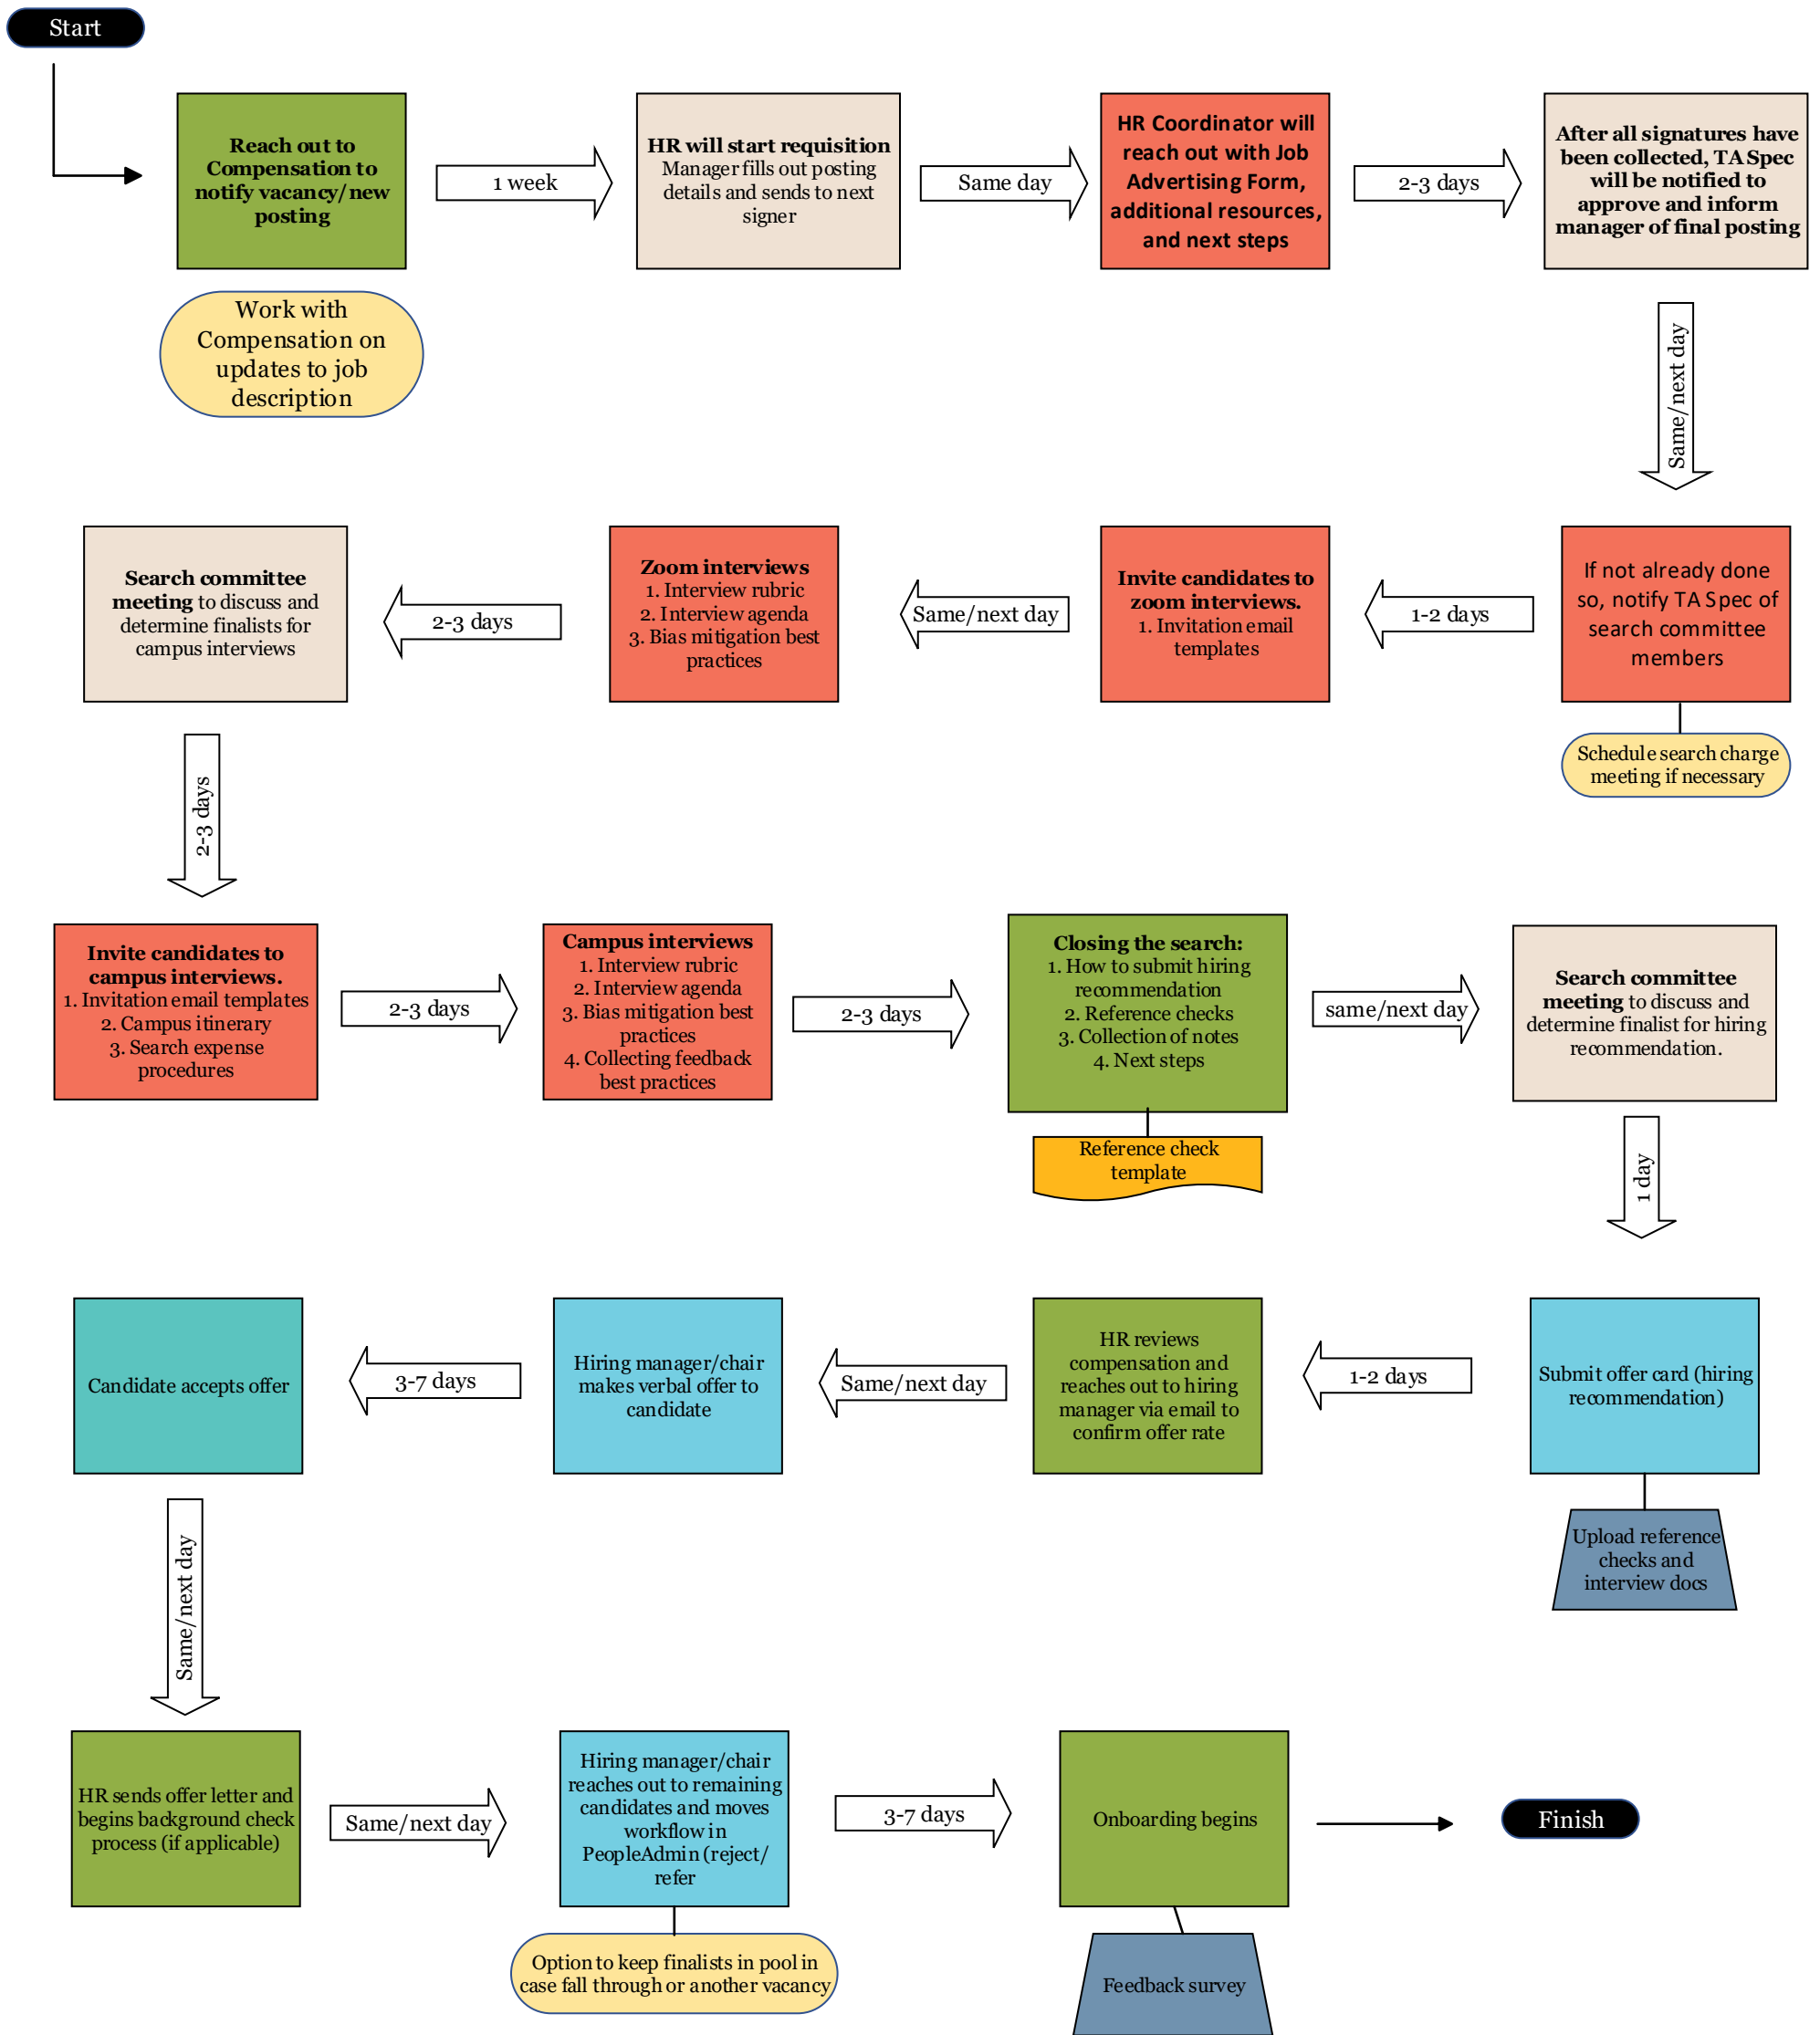 Start
Reach out to
Compensation to
notify vacancy/new
posting
1 week
HR will start requisition
Manager fills out posting
details and sends to next
signer
Same day
HR Coordinator will
reach out with Job
Advertising Form,
additional resources,
and next steps
2-3 days
After all signatures have
been collected, TA Spec
will be notified to
approve and inform
manager of final posting
Work with
Compensation on
updates to job
description
Same/next day
If not already done
so, notify TA Spec of
search committee
members
Schedule search charge
meeting if necessary
1-2 days
Invite candidates to
zoom interviews.
1. Invitation email
templates
Same/next day
Zoom interviews
1. Interview rubric
2. Interview agenda
3. Bias mitigation best
practices
2-3 days
Search committee
meeting to discuss and
determine finalists for
campus interviews
2-3 days
Invite candidates to
campus interviews.
1. Invitation email templates
2. Campus itinerary
3. Search expense
procedures
2-3 days
Campus interviews
1. Interview rubric
2. Interview agenda
3. Bias mitigation best
practices
4. Collecting feedback
best practices
2-3 days
Closing the search:
1. How to submit hiring
recommendation
2. Reference checks
3. Collection of notes
4. Next steps
Reference check
template
same/next day
Search committee
meeting to discuss and
determine finalist for hiring
recommendation.
1 day
Submit offer card (hiring
recommendation)
Upload reference
checks and
interview docs
1-2 days
HR reviews
compensation and
reaches out to hiring
manager via email to
confirm offer rate
Same/next day
Hiring manager/chair
makes verbal offer to
candidate
3-7 days
Candidate accepts offer
Same/next day
HR sends offer letter and
begins background check
process (if applicable)
Same/next day
Hiring manager/chair
reaches out to remaining
candidates and moves
workflow in
PeopleAdmin (reject/
refer
Option to keep finalists in pool in
case fall through or another vacancy
3-7 days
Onboarding begins
Feedback survey
Finish